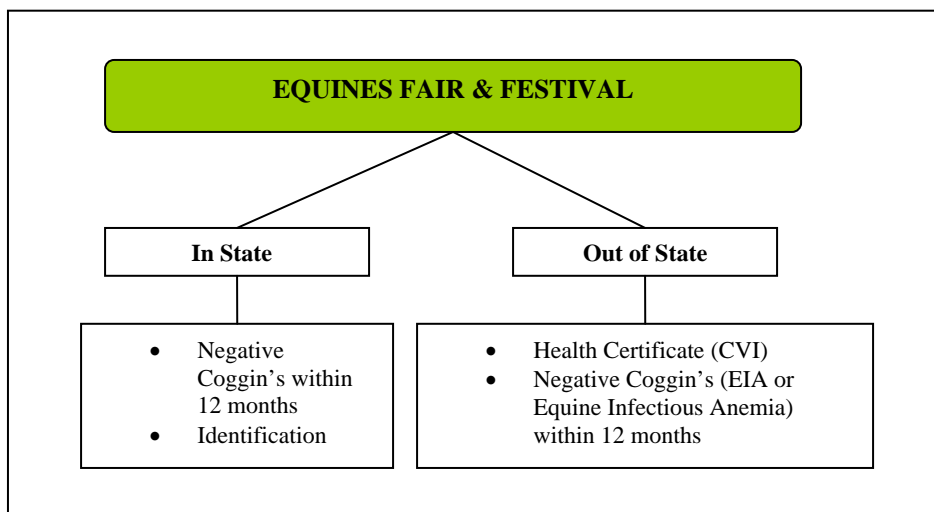 EQUINES FAIR & FESTIVAL
In State
Out of State
• Negative
Coggin's within
12 months
• Identification
• Health Certificate (CVI)
• Negative Coggin's (EIA or
Equine Infectious Anemia)
within 12 months